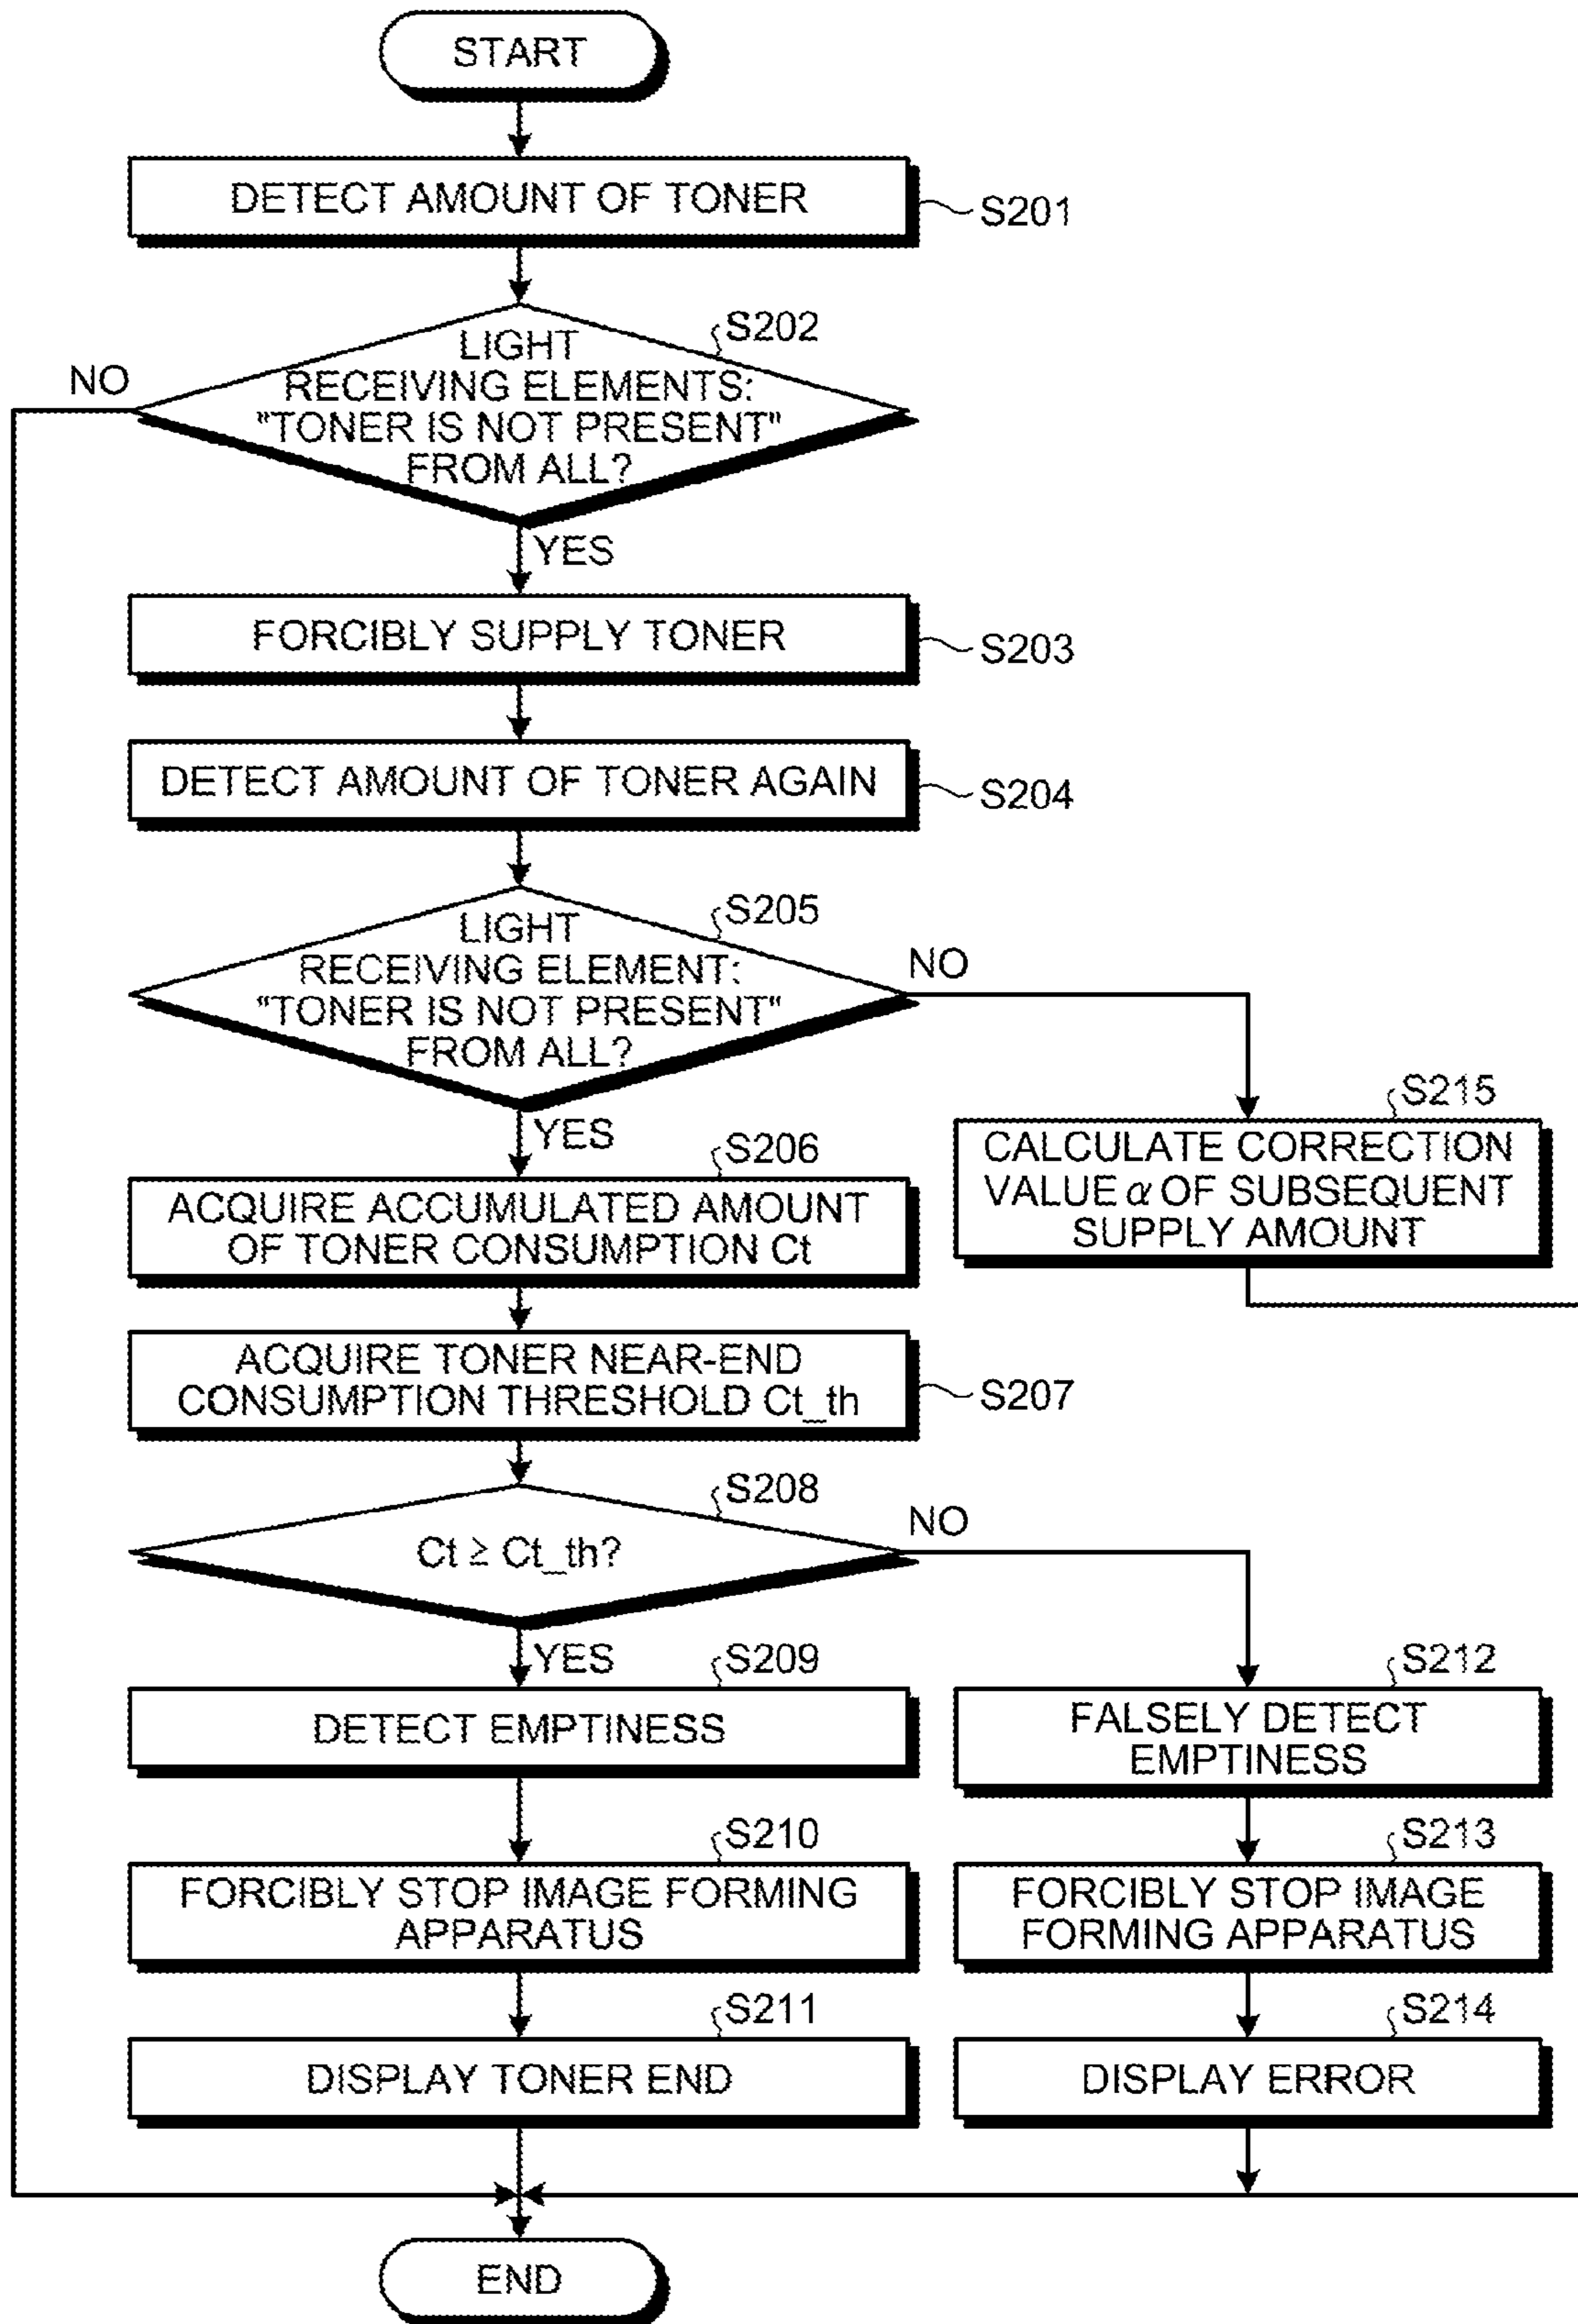 START
DETECT AMOUNT OF TONER
S201
S202
LIGHT
RECEIVING ELEMENTS:
"TONER IS NOT PRESENT"
FROM ALL?
NO
YES
FORCIBLY SUPPLY TONER
S203
DETECT AMOUNT OF TONER AGAIN
S204
S205
LIGHT
RECEIVING ELEMENT:
"TONER IS NOT PRESENT"
FROM ALL?
NO
YES
S215
CALCULATE CORRECTION
VALUE α OF SUBSEQUENT
SUPPLY AMOUNT
S206
ACQUIRE ACCUMULATED AMOUNT
OF TONER CONSUMPTION Ct
ACQUIRE TONER NEAR-END
CONSUMPTION THRESHOLD Ct_th
S207
S208
Ct ≥ Ct_th?
NO
YES
S209
DETECT EMPTINESS
S212
FALSELY DETECT
EMPTINESS
S210
FORCIBLY STOP IMAGE FORMING
APPARATUS
S213
FORCIBLY STOP IMAGE
FORMING APPARATUS
S211
DISPLAY TONER END
S214
DISPLAY ERROR
END